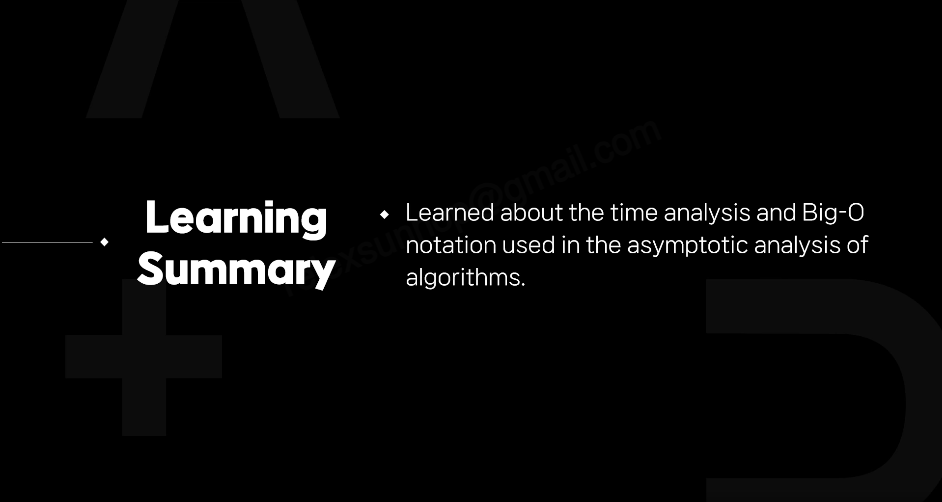 Learning
Summary
Learned about the time analysis and Big-O
notation used in the asymptotic analysis of
algorithms.
@gmail.com